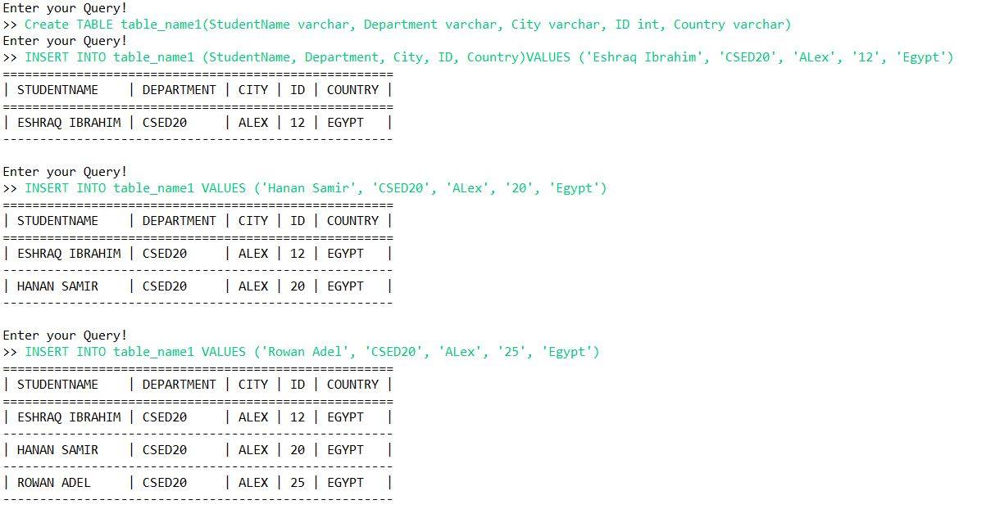 Enter your Query!
>> Create TABLE table_name1(StudentName varchar, Department varchar, City varchar, ID int, Country varchar)
Enter your Query!
>> INSERT INTO table_name1 (StudentName, Department, City, ID, Country)VALUES ('Eshraq Ibrahim', 'CSED20', 'ALex', '12', 'Egypt')
=====================================================
| STUDENTNAME    | DEPARTMENT | CITY | ID | COUNTRY |
=====================================================
| ESHRAQ IBRAHIM | CSED20     | ALEX | 12 | EGYPT   |
-----------------------------------------------------
Enter your Query!
>> INSERT INTO table_name1 VALUES ('Hanan Samir', 'CSED20', 'ALex', '20', 'Egypt')
=====================================================
| STUDENTNAME    | DEPARTMENT | CITY | ID | COUNTRY |
=====================================================
| ESHRAQ IBRAHIM | CSED20     | ALEX | 12 | EGYPT   |
-----------------------------------------------------
| HANAN SAMIR    | CSED20     | ALEX | 20 | EGYPT   |
-----------------------------------------------------
Enter your Query!
>> INSERT INTO table_name1 VALUES ('Rowan Adel', 'CSED20', 'ALex', '25', 'Egypt')
=====================================================
| STUDENTNAME    | DEPARTMENT | CITY | ID | COUNTRY |
=====================================================
| ESHRAQ IBRAHIM | CSED20     | ALEX | 12 | EGYPT   |
-----------------------------------------------------
| HANAN SAMIR    | CSED20     | ALEX | 20 | EGYPT   |
-----------------------------------------------------
| ROWAN ADEL     | CSED20     | ALEX | 25 | EGYPT   |
-----------------------------------------------------